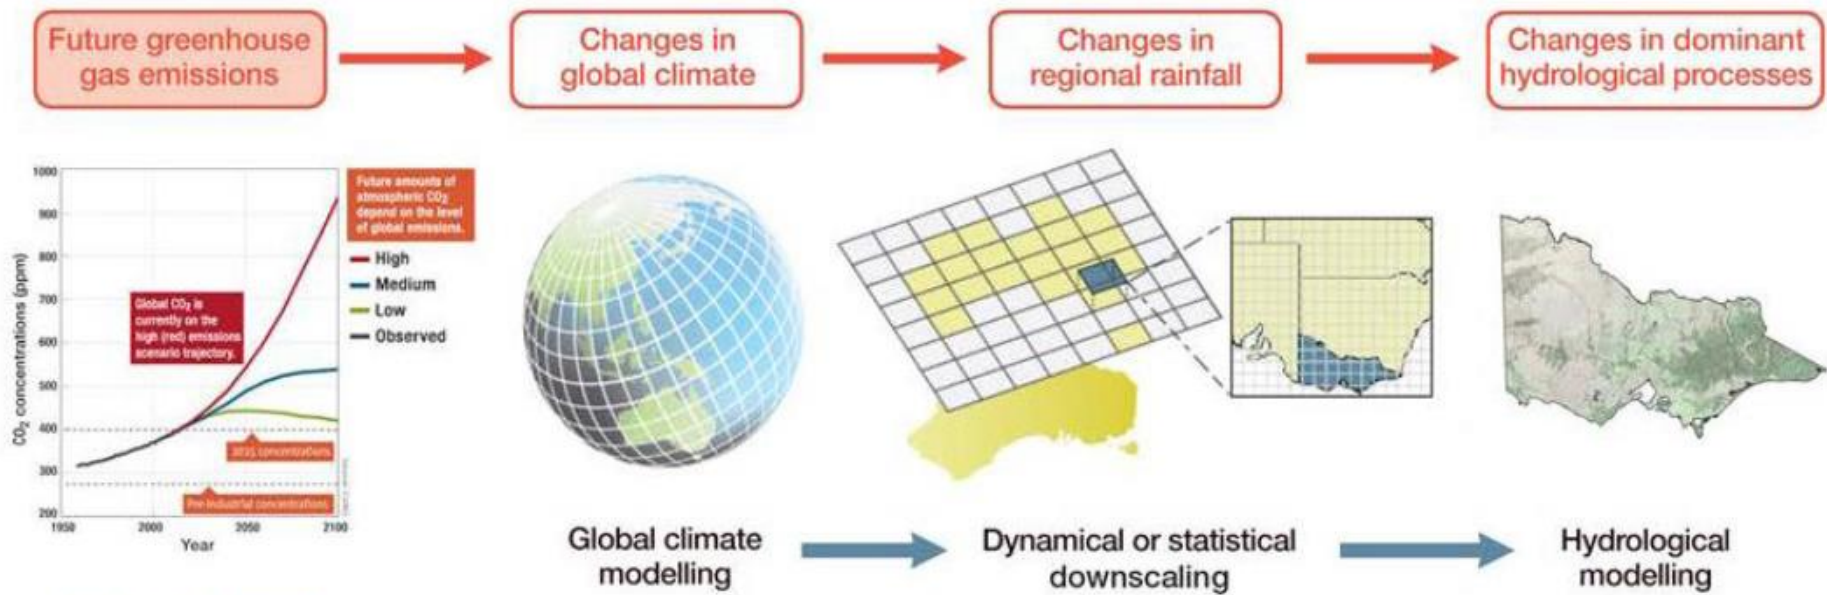 Future greenhouse
gas emissions
Changes in
global climate
Changes in
regional rainfall
Changes in dominant
hydrological processes
1000
900
800
700
600
500
400
300
200
CO₂ concentrations (ppm)
1950
2000
2050
2100
Year
Global CO₂ is
currently on the
high (red) emissions
scenario trajectory.
2015 concentrations
Pre-industrial concentrations
Future amounts of
atmospheric CO₂
depend on the level
of global emissions.
High
Medium
Low
Observed
Global climate
modelling
Dynamical or statistical
downscaling
Hydrological
modelling